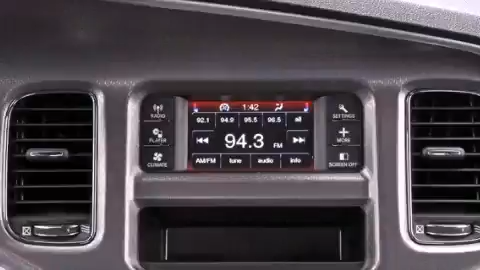 1:42
RADIO
92.1 94.9 95.5 96.5 all
SETTINGS
PLAYER
94.3 FM
MORE
CLIMATE
AM/FM tune audio info
SCREEN OFF